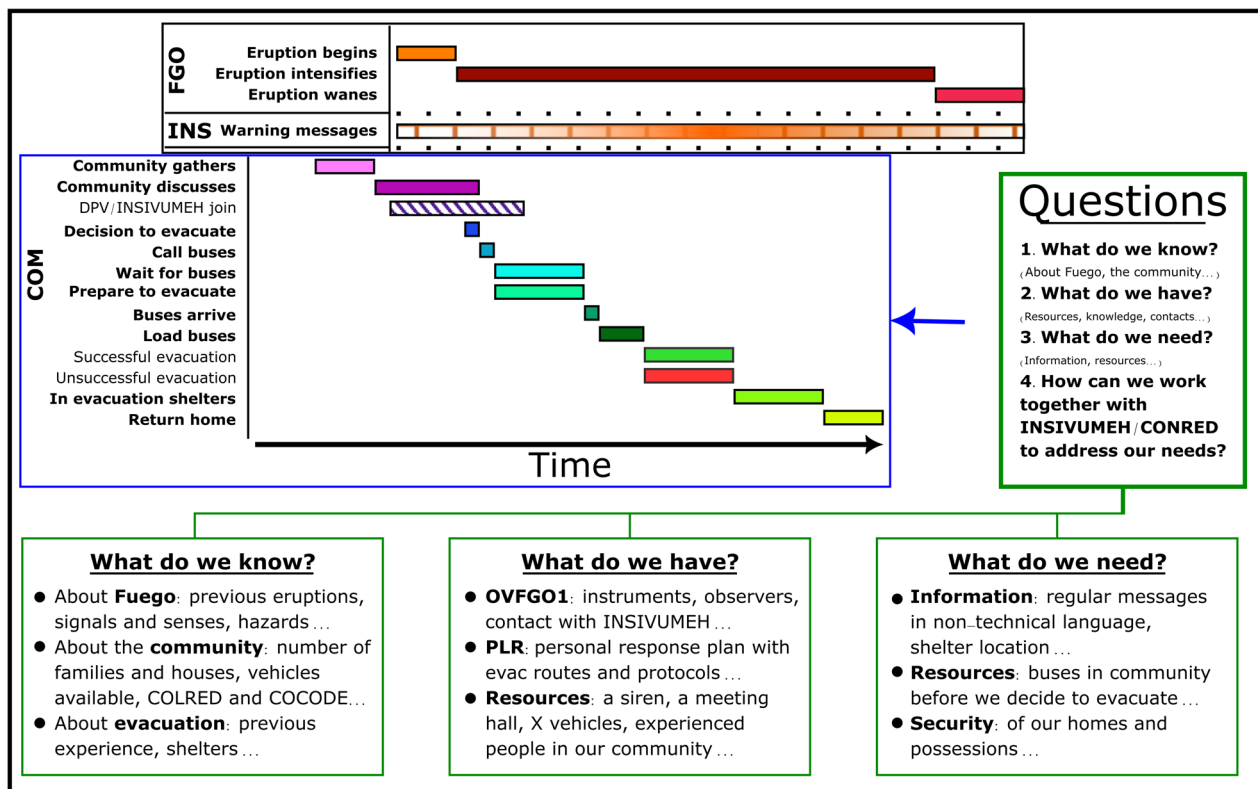 FGO
Eruption begins
Eruption intensifies
Eruption wanes
INS Warning messages
COM
Community gathers
Community discusses
DPV/INSIVUMEH join
Decision to evacuate
Call buses
Wait for buses
Prepare to evacuate
Buses arrive
Load buses
Successful evacuation
Unsuccessful evacuation
In evacuation shelters
Return home
Time
Questions
1. What do we know?
(About Fuego, the community...)
2. What do we have?
(Resources, knowledge, contacts...)
3. What do we need?
(Information, resources...)
4. How can we work
together with
INSIVUMEH/CONRED
to address our needs?
What do we know?
● About Fuego: previous eruptions,
signals and senses, hazards ...
● About the community: number of
families and houses, vehicles
available, COLRED and COCODE...
● About evacuation: previous
experience, shelters ...
What do we have?
● OVFGO1: instruments, observers,
contact with INSIVUMEH ...
● PLR: personal response plan with
evac routes and protocols ...
● Resources: a siren, a meeting
hall, X vehicles, experienced
people in our community ...
What do we need?
● Information: regular messages
in non-technical language,
shelter location ...
● Resources: buses in community
before we decide to evacuate ...
● Security: of our homes and
possessions ...